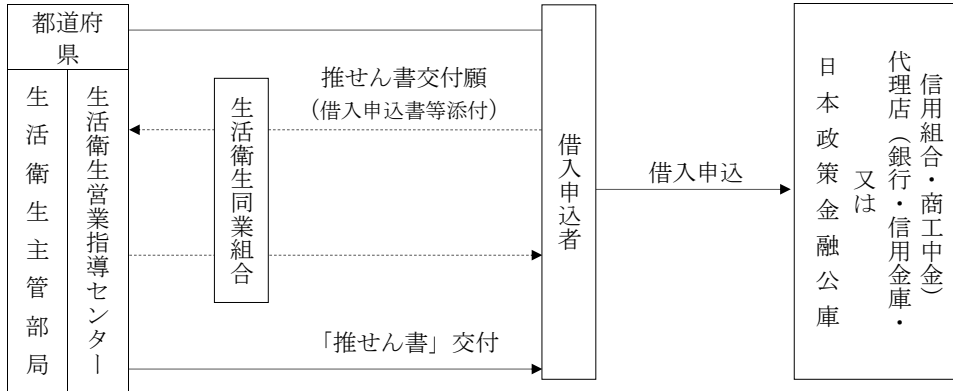 都道府
県
生活衛生主管部局
生活衛生営業指導センター
生活衛生同業組合
推せん書交付願
（借入申込書等添付）
「推せん書」交付
借入申込者
借入申込
日本政策金融公庫
又は
代理店（銀行・信用金庫・
信用組合・商工中金）